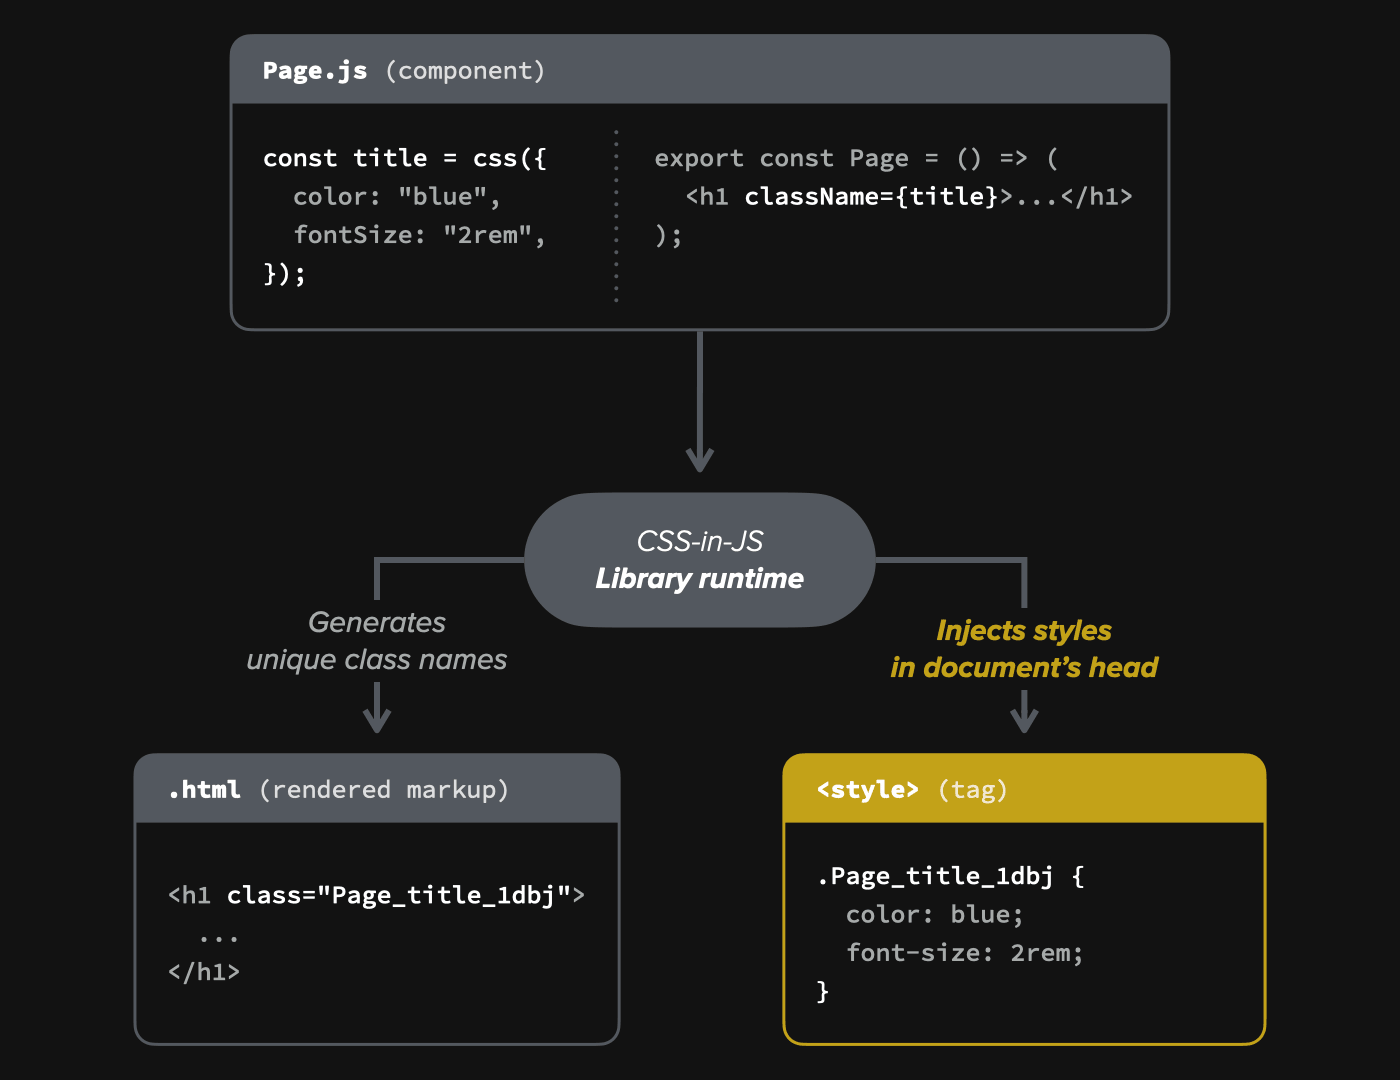 Page.js (component)
const title = css({
  color: "blue",
  fontSize: "2rem",
});
export const Page = () => (
  <h1 className={title}>...</h1>
);
CSS-in-JS
Library runtime
Generates
unique class names
Injects styles
in document’s head
.html (rendered markup)
<h1 class="Page_title_1dbj">
  ...
</h1>
<style> (tag)
.Page_title_1dbj {
  color: blue;
  font-size: 2rem;
}